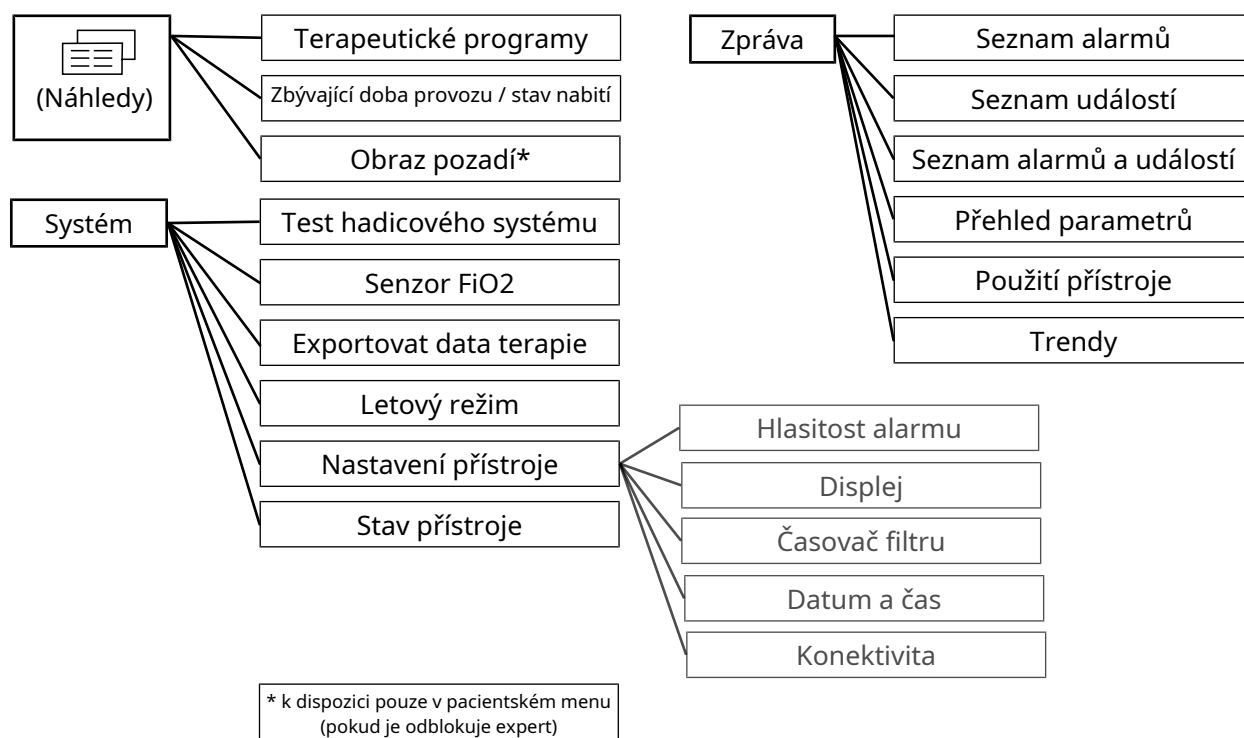 (Náhledy)
Terapeutické programy
Zbývající doba provozu / stav nabití
Obraz pozadí*
Systém
Test hadicového systému
Senzor FiO2
Exportovat data terapie
Letový režim
Nastavení přístroje
Stav přístroje
Hlasitost alarmu
Displej
Časovač filtru
Datum a čas
Konektivita
Zpráva
Seznam alarmů
Seznam událostí
Seznam alarmů a událostí
Přehled parametrů
Použití přístroje
Trendy
* k dispozici pouze v pacientském menu
(pokud je odblokuje expert)